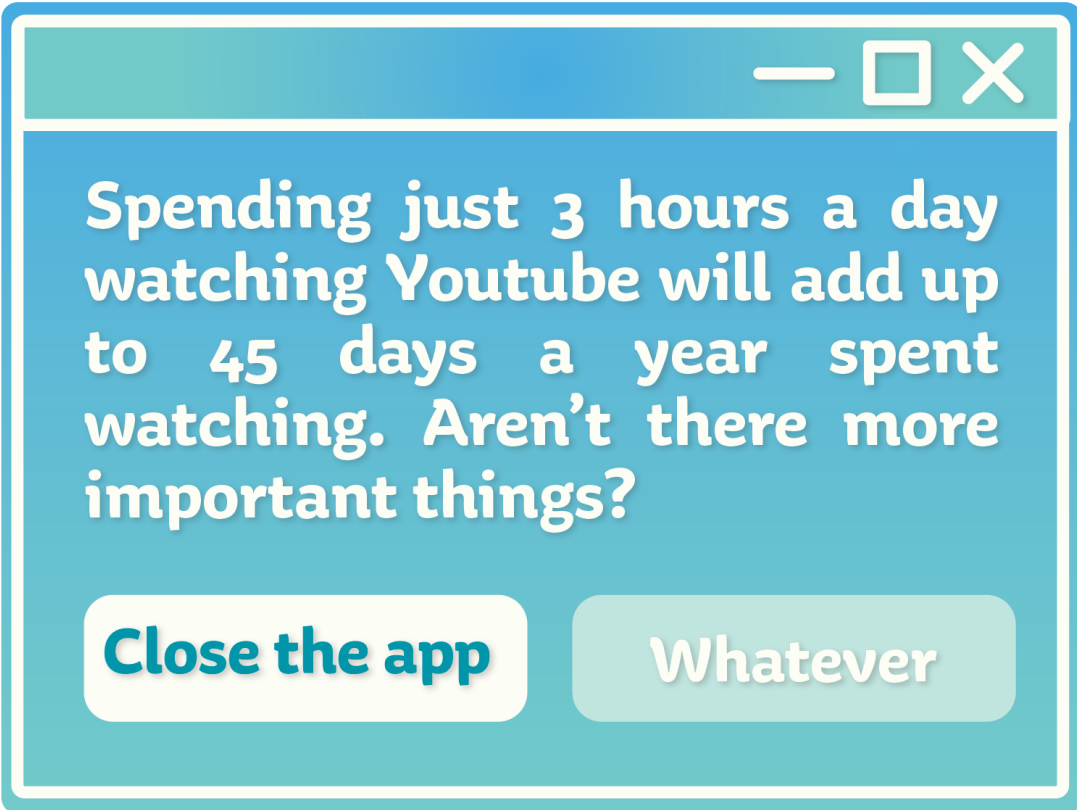 Spending just 3 hours a day
watching Youtube will add up
to 45 days a year spent
watching. Aren't there more
important things?
Close the app
Whatever